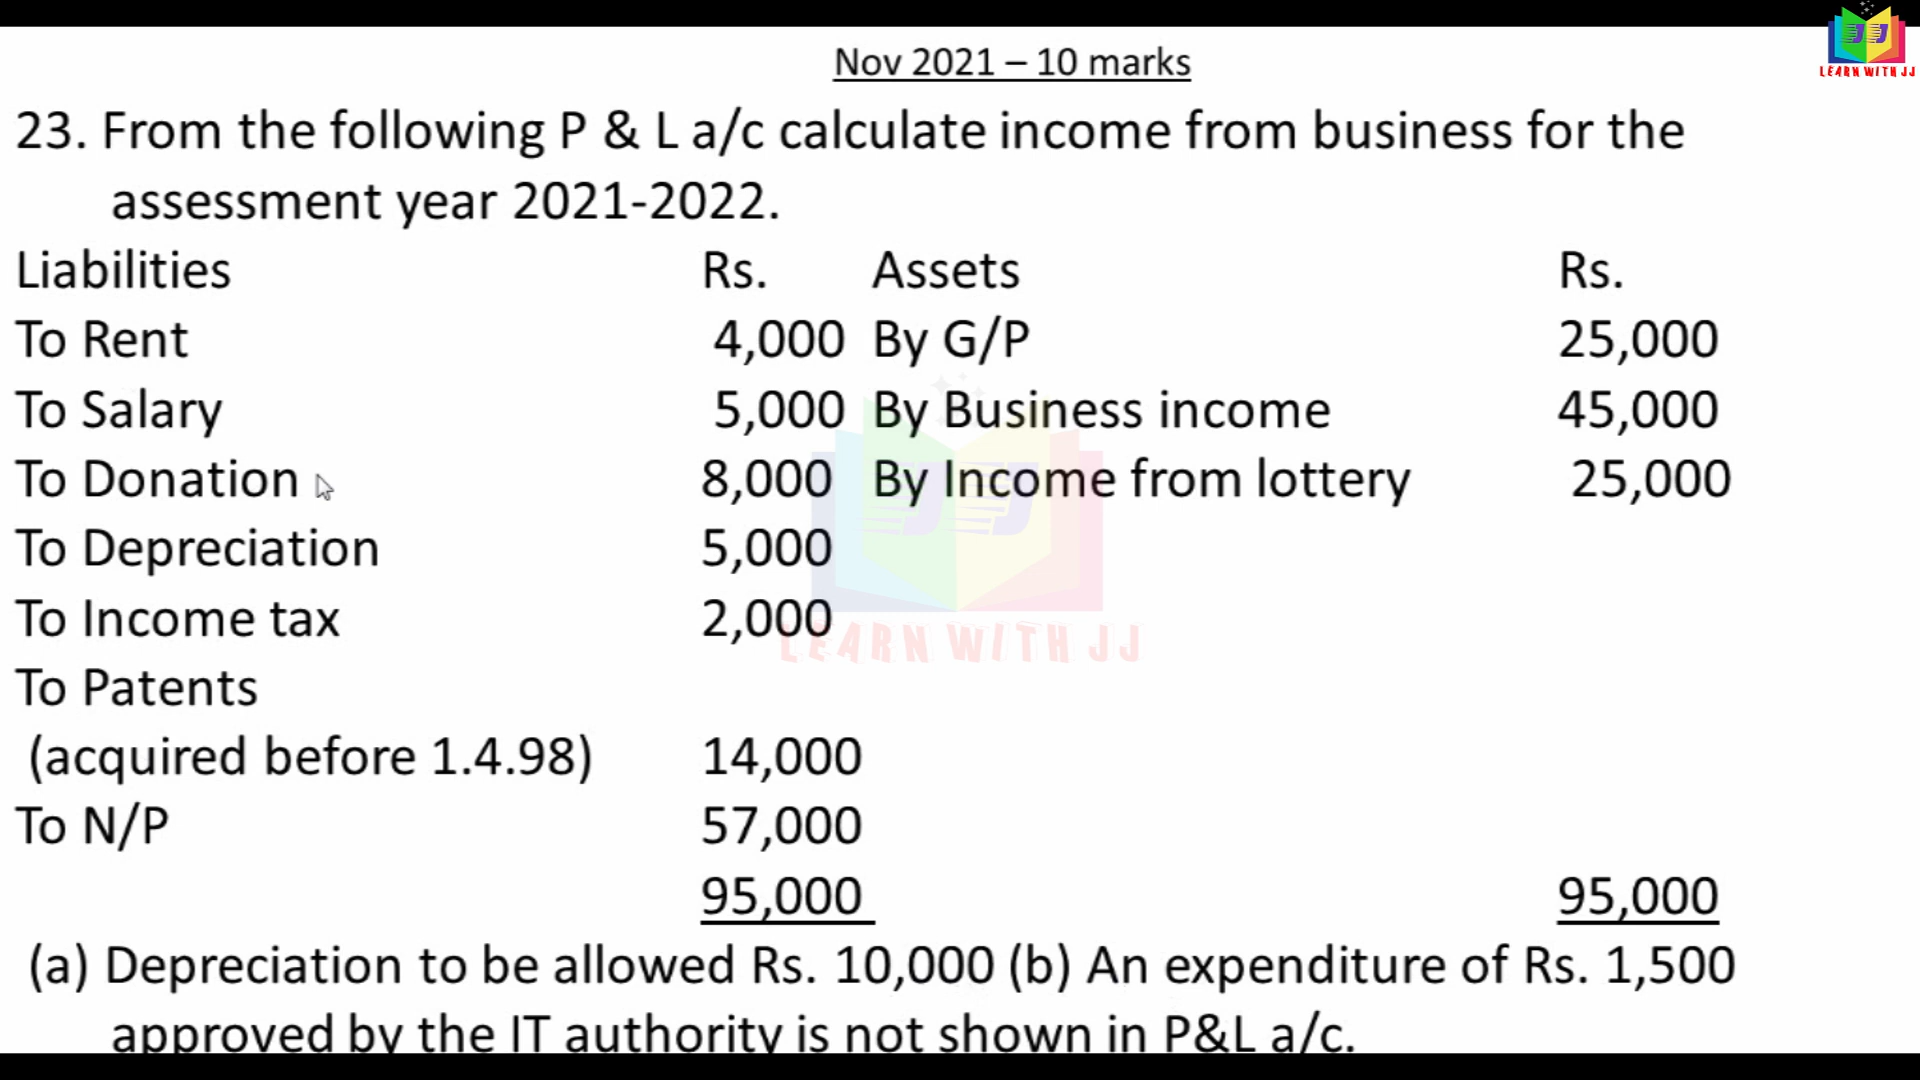 LEARN WITH JJ
Nov 2021 – 10 marks
23. From the following P & L a/c calculate income from business for the
assessment year 2021-2022.
Liabilities Rs. Assets Rs.
To Rent 4,000 By G/P 25,000
To Salary 5,000 By Business income 45,000
To Donation 8,000 By Income from lottery 25,000
To Depreciation 5,000
To Income tax 2,000
LEARN WITH JJ
To Patents
(acquired before 1.4.98) 14,000
To N/P 57,000
95,000 95,000
(a) Depreciation to be allowed Rs. 10,000 (b) An expenditure of Rs. 1,500
approved by the IT authority is not shown in P&L a/c.